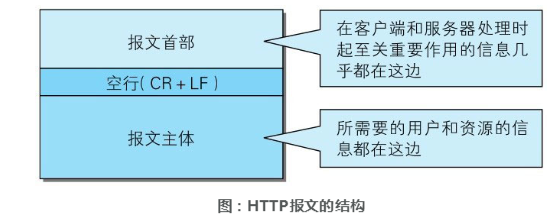 报文首部
在客户端和服务器处理时
起至关重要作用的信息几
乎都在这边
空行(CR+LF)
报文主体
所需要的用户和资源的信
息都在这边
图：HTTP报文的结构